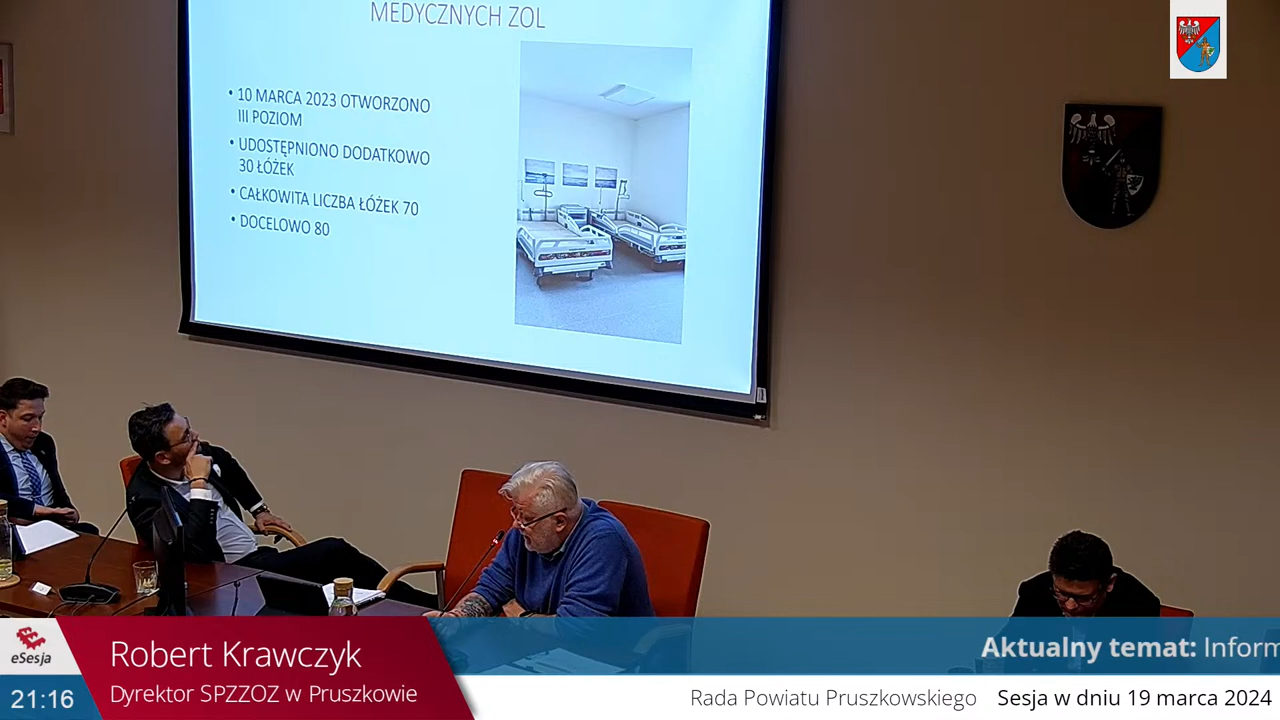 MEDYCZNYCH ZOL
• 10 MARCA 2023 OTWORZONO
III POZIOM
• UDOSTĘPNIONO DODATKOWO
30 ŁÓŻEK
• CAŁKOWITA LICZBA ŁÓŻEK 70
• DOCELOWO 80
eSesja
21:16
Robert Krawczyk
Dyrektor SPZZOZ w Pruszkowie
Aktualny temat: Inform
Rada Powiatu Pruszkowskiego Sesja w dniu 19 marca 2024